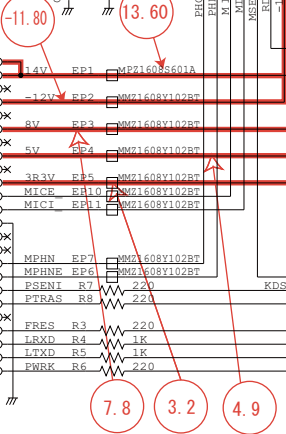 -11.80
13.60
14V EP1 MPZ1608S601A
-12V EP2 MMZ1608Y102BT
8V EP3 MMZ1608Y102BT
5V EP4 MMZ1608Y102BT
3R3V EP5 MMZ1608Y102BT
MICE_ EP10 MMZ1608Y102BT
MICI_ EP11 MMZ1608Y102BT
MPHN EP7 MMZ1608Y102BT
MPHNE EP6 MMZ1608Y102BT
PSENI R7 220 KDS
PTRAS R8 220
FRES R3 220
LRXD R4 1K
LTXD R5 1K
PWRK R6 220
7.8
3.2
4.9